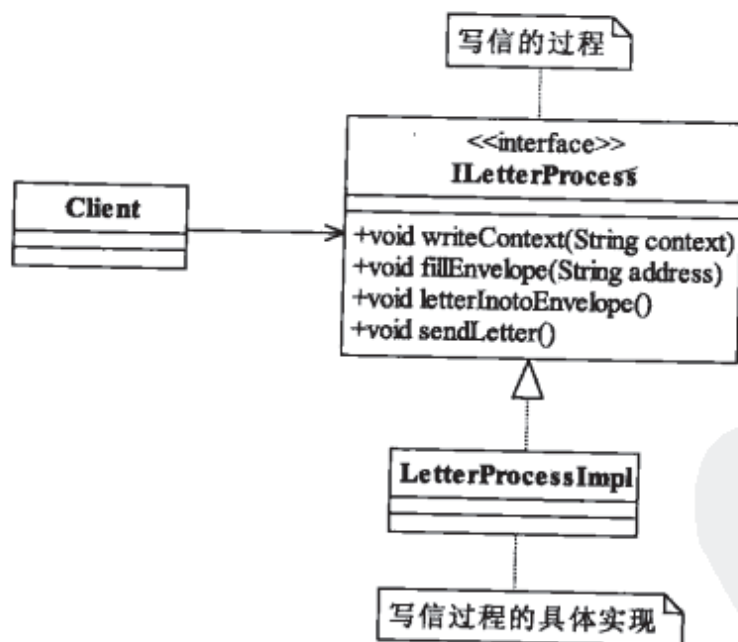 写信的过程
<<interface>>
ILetterProcess
Client
+void writeContext(String context)
+void fillEnvelope(String address)
+void letterInotoEnvelope()
+void sendLetter()
LetterProcessImpl
写信过程的具体实现